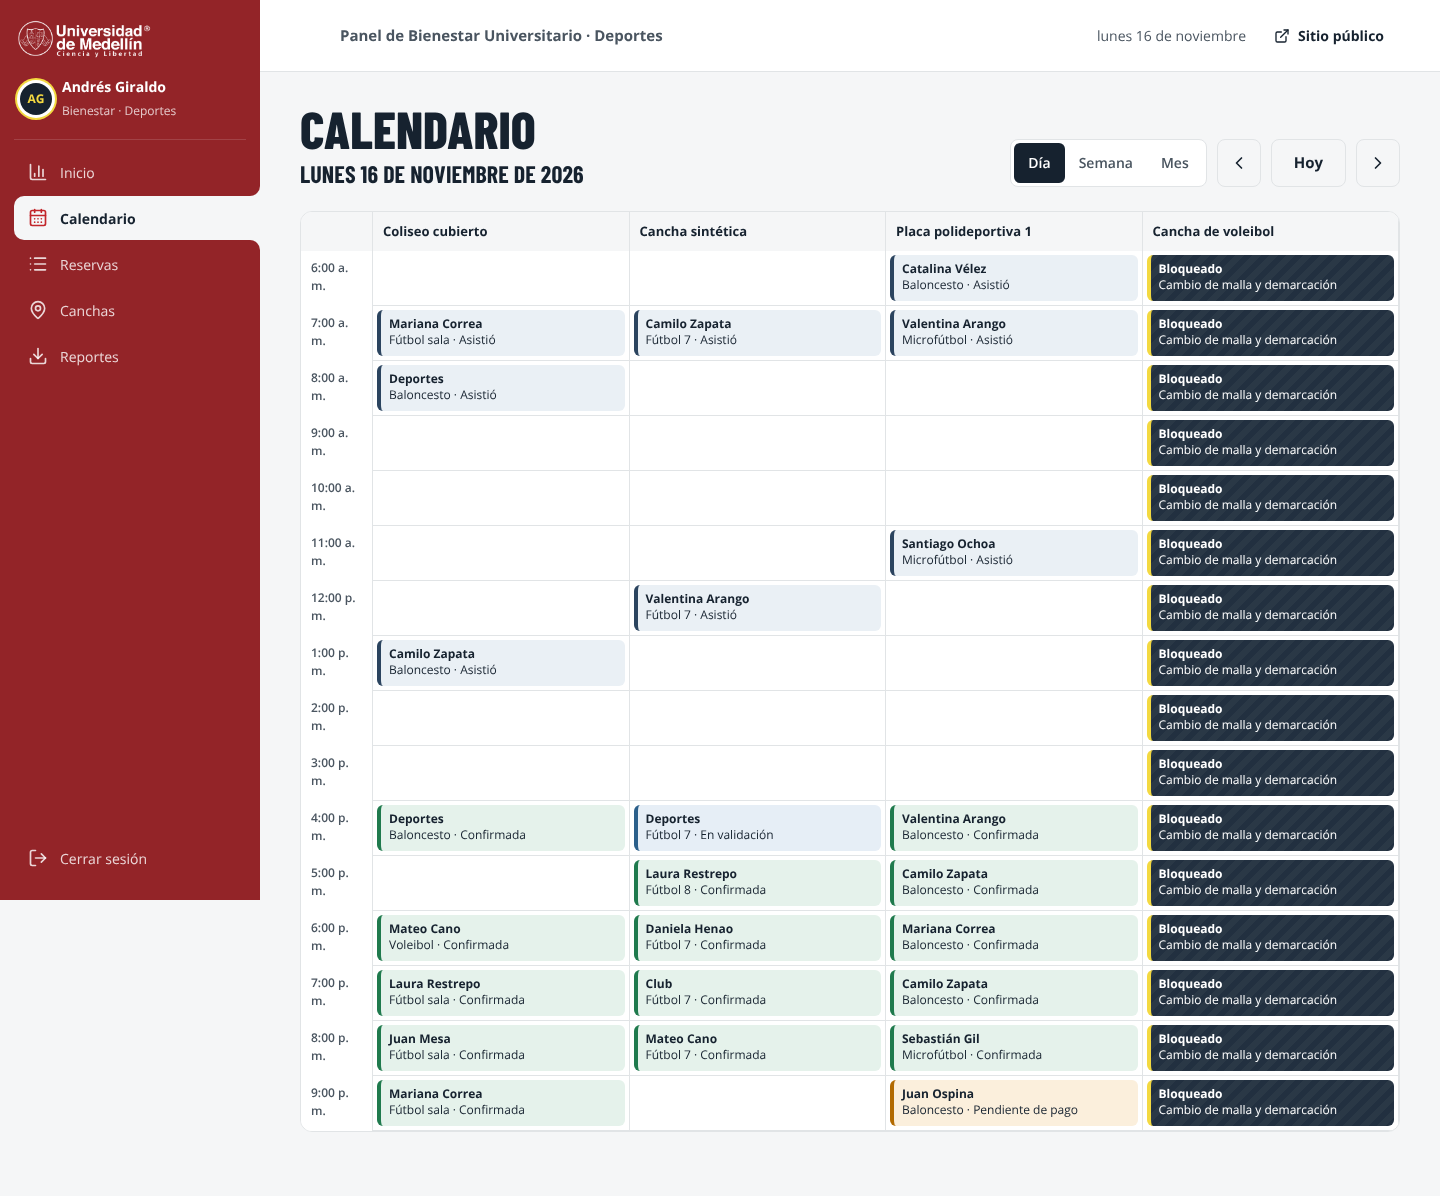 Universidad®
de Medellín
Ciencia y Libertad
AG
Andrés Giraldo
Bienestar · Deportes
Inicio
Calendario
Reservas
Canchas
Reportes
Cerrar sesión
Panel de Bienestar Universitario · Deportes
lunes 16 de noviembre
Sitio público
CALENDARIO
LUNES 16 DE NOVIEMBRE DE 2026
Día
Semana
Mes
Hoy
Coliseo cubierto
Cancha sintética
Placa polideportiva 1
Cancha de voleibol
6:00 a.
m.
Catalina Vélez
Baloncesto · Asistió
Bloqueado
Cambio de malla y demarcación
7:00 a.
m.
Mariana Correa
Fútbol sala · Asistió
Camilo Zapata
Fútbol 7 · Asistió
Valentina Arango
Microfútbol · Asistió
Bloqueado
Cambio de malla y demarcación
8:00 a.
m.
Deportes
Baloncesto · Asistió
Bloqueado
Cambio de malla y demarcación
9:00 a.
m.
Bloqueado
Cambio de malla y demarcación
10:00 a.
m.
Bloqueado
Cambio de malla y demarcación
11:00 a.
m.
Santiago Ochoa
Microfútbol · Asistió
Bloqueado
Cambio de malla y demarcación
12:00 p.
m.
Valentina Arango
Fútbol 7 · Asistió
Bloqueado
Cambio de malla y demarcación
1:00 p.
m.
Camilo Zapata
Baloncesto · Asistió
Bloqueado
Cambio de malla y demarcación
2:00 p.
m.
Bloqueado
Cambio de malla y demarcación
3:00 p.
m.
Bloqueado
Cambio de malla y demarcación
4:00 p.
m.
Deportes
Baloncesto · Confirmada
Deportes
Fútbol 7 · En validación
Valentina Arango
Baloncesto · Confirmada
Bloqueado
Cambio de malla y demarcación
5:00 p.
m.
Laura Restrepo
Fútbol 8 · Confirmada
Camilo Zapata
Baloncesto · Confirmada
Bloqueado
Cambio de malla y demarcación
6:00 p.
m.
Mateo Cano
Voleibol · Confirmada
Daniela Henao
Fútbol 7 · Confirmada
Mariana Correa
Baloncesto · Confirmada
Bloqueado
Cambio de malla y demarcación
7:00 p.
m.
Laura Restrepo
Fútbol sala · Confirmada
Club
Fútbol 7 · Confirmada
Camilo Zapata
Baloncesto · Confirmada
Bloqueado
Cambio de malla y demarcación
8:00 p.
m.
Juan Mesa
Fútbol sala · Confirmada
Mateo Cano
Fútbol 7 · Confirmada
Sebastián Gil
Microfútbol · Confirmada
Bloqueado
Cambio de malla y demarcación
9:00 p.
m.
Mariana Correa
Fútbol sala · Confirmada
Juan Ospina
Baloncesto · Pendiente de pago
Bloqueado
Cambio de malla y demarcación